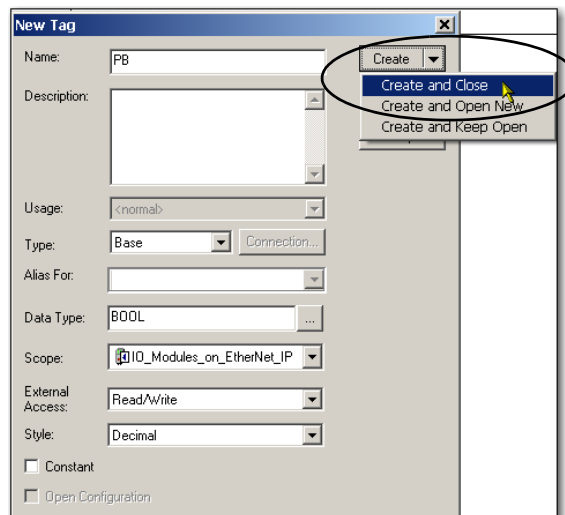 New Tag
Name:
PB
Create
Create and Close
Create and Open New
Create and Keep Open
Description:
Usage:
<normal>
Type:
Base
Connection...
Alias For:
Data Type:
BOOL
...
Scope:
IO_Modules_on_EtherNet_IP
External
Access:
Read/Write
Style:
Decimal
Constant
Open Configuration